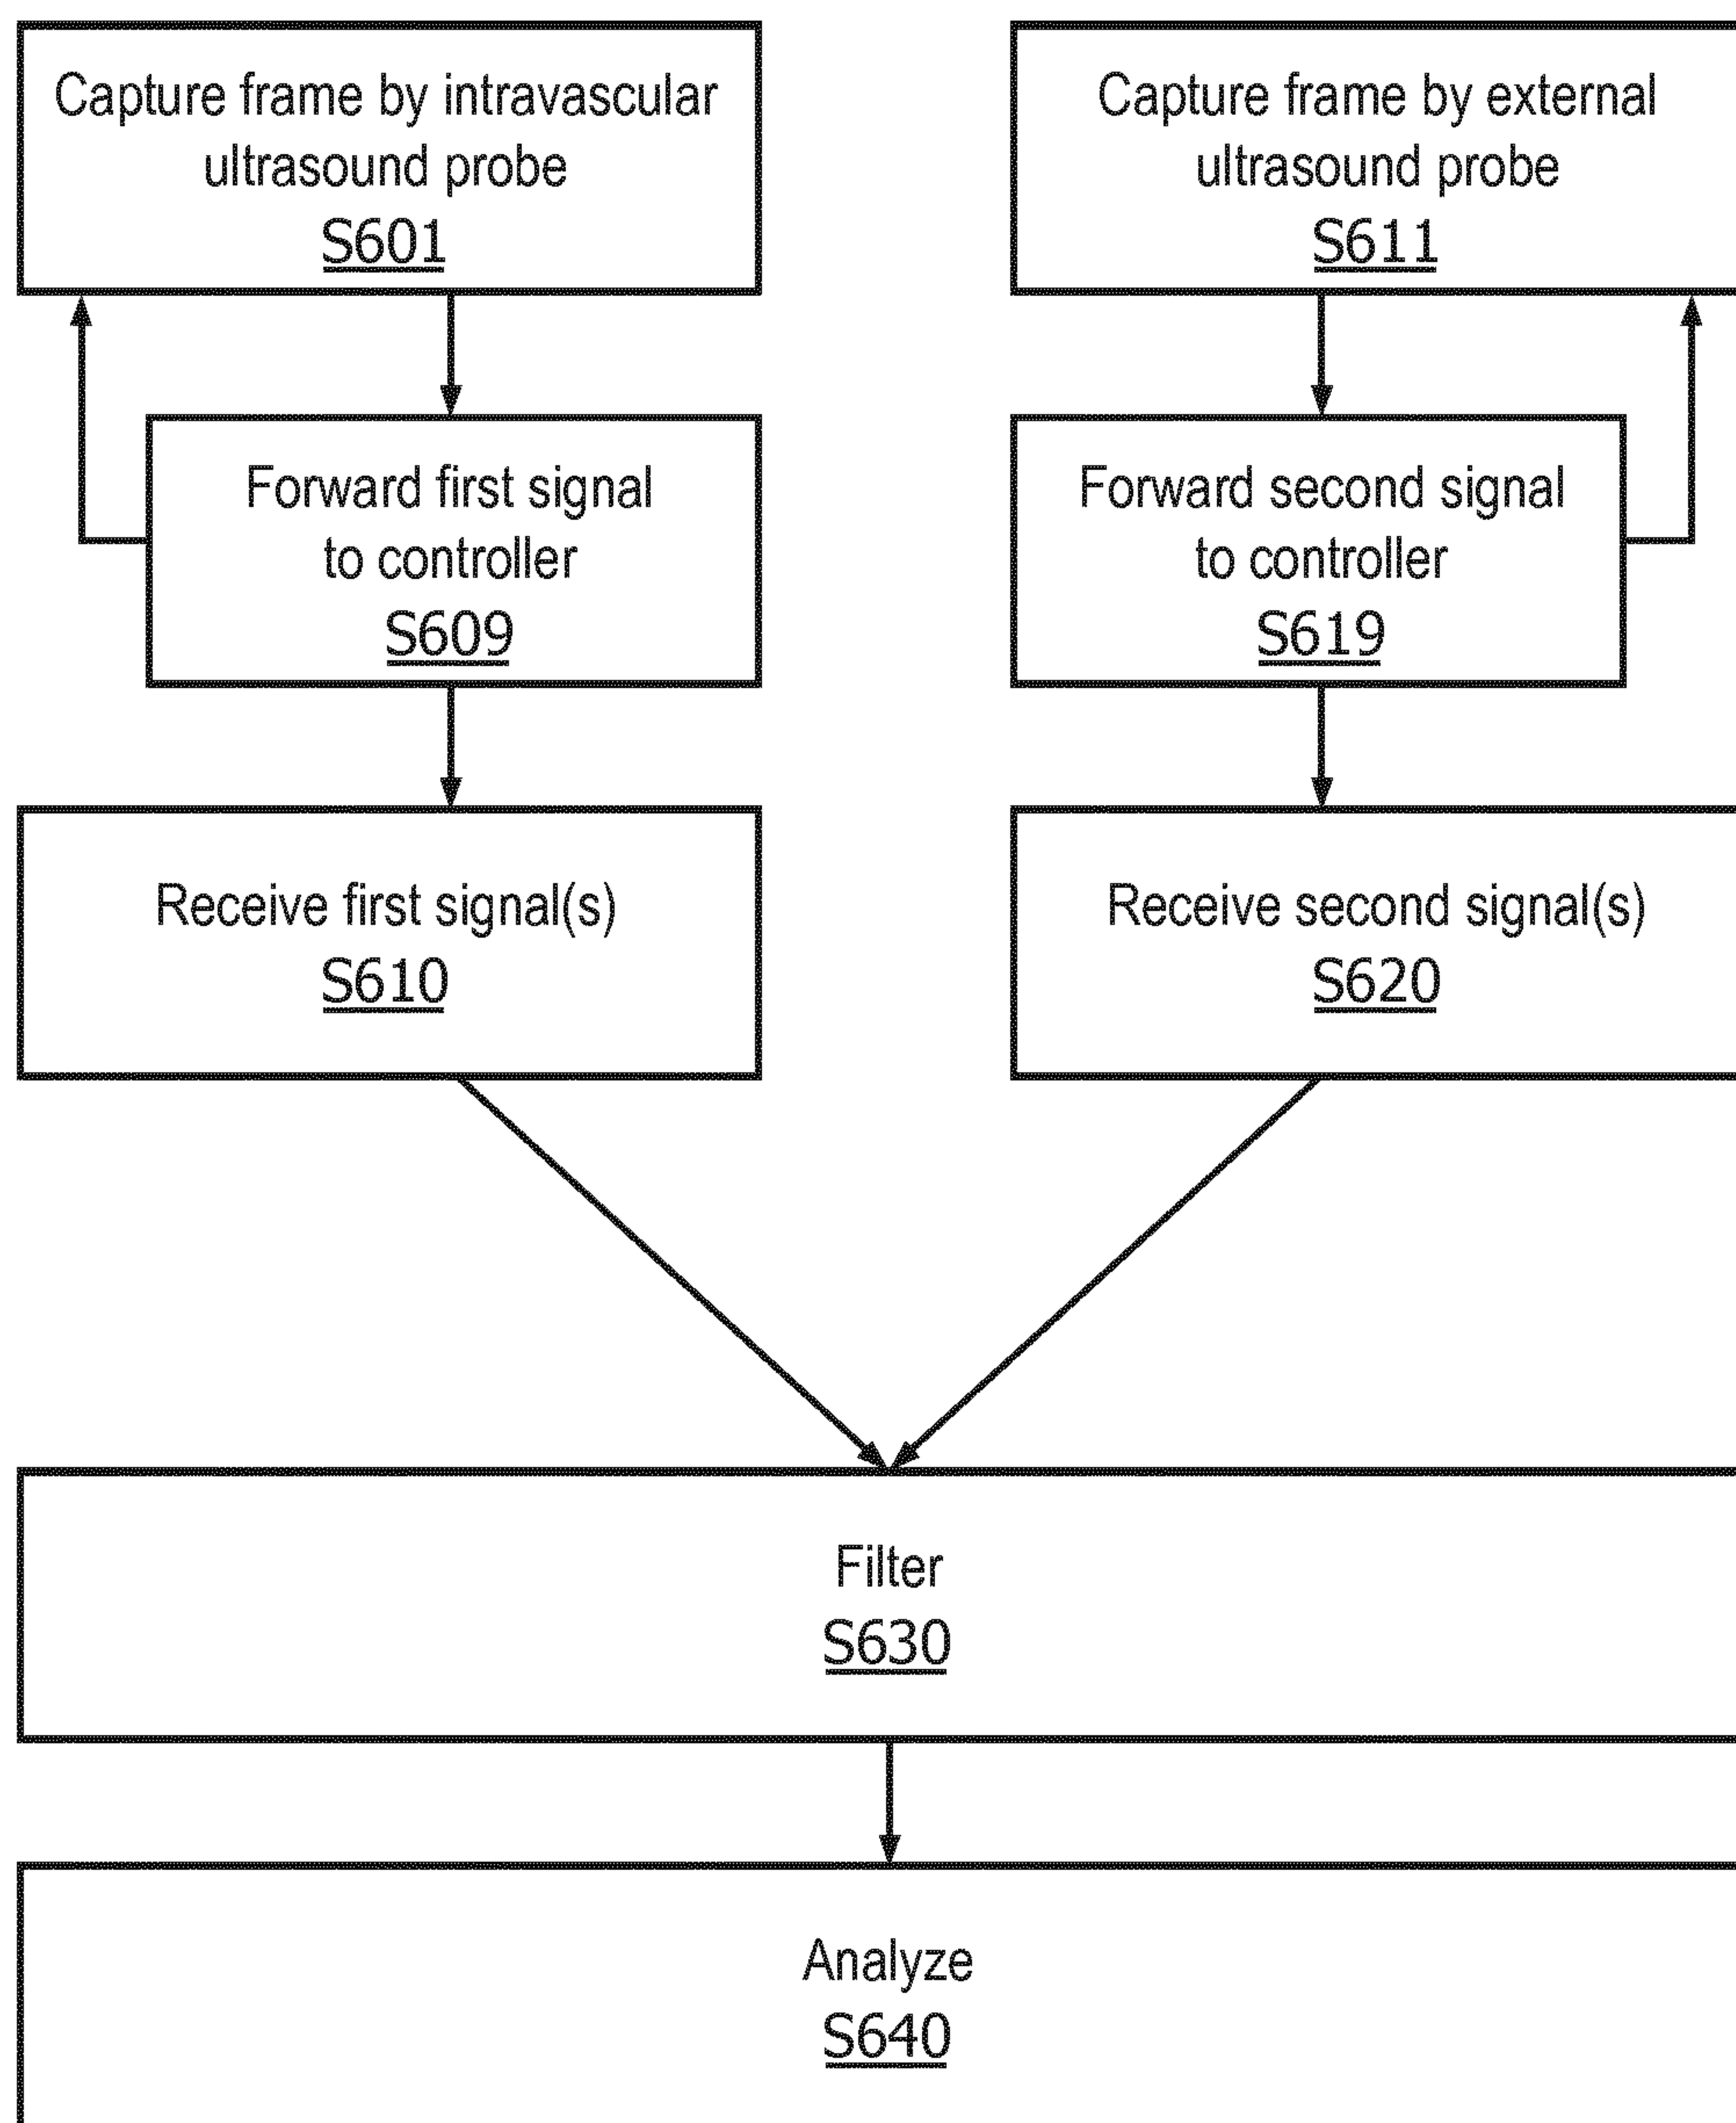 Capture frame by intravascular
ultrasound probe
S601
Capture frame by external
ultrasound probe
S611
Forward first signal
to controller
S609
Forward second signal
to controller
S619
Receive first signal(s)
S610
Receive second signal(s)
S620
Filter
S630
Analyze
S640